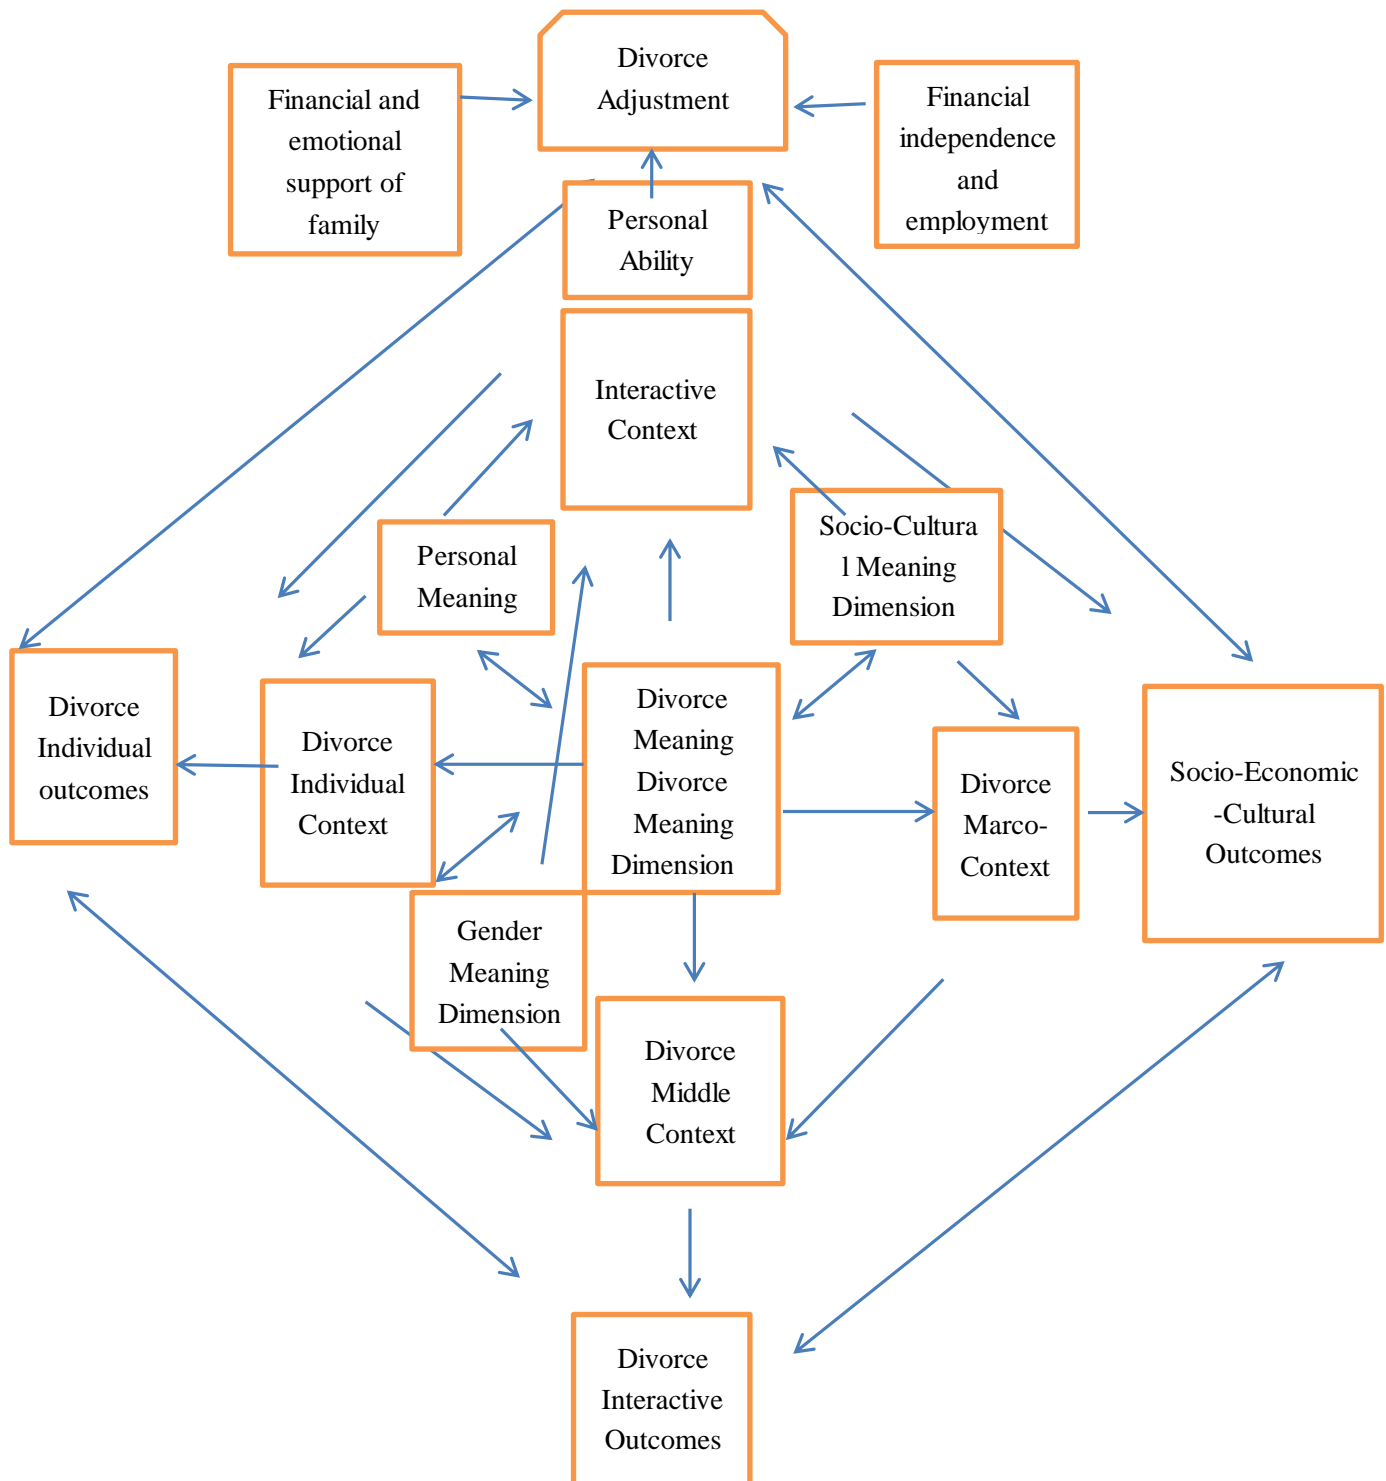 Divorce
Adjustment
Financial and
emotional
support of
family
Financial
independence
and
employment
Personal
Ability
Interactive
Context
Personal
Meaning
Socio-Cultura
l Meaning
Dimension
Divorce
Individual
outcomes
Divorce
Individual
Context
Divorce
Meaning
Divorce
Meaning
Dimension
Divorce
Marco-
Context
Socio-Economic
-Cultural
Outcomes
Gender
Meaning
Dimension
Divorce
Middle
Context
Divorce
Interactive
Outcomes